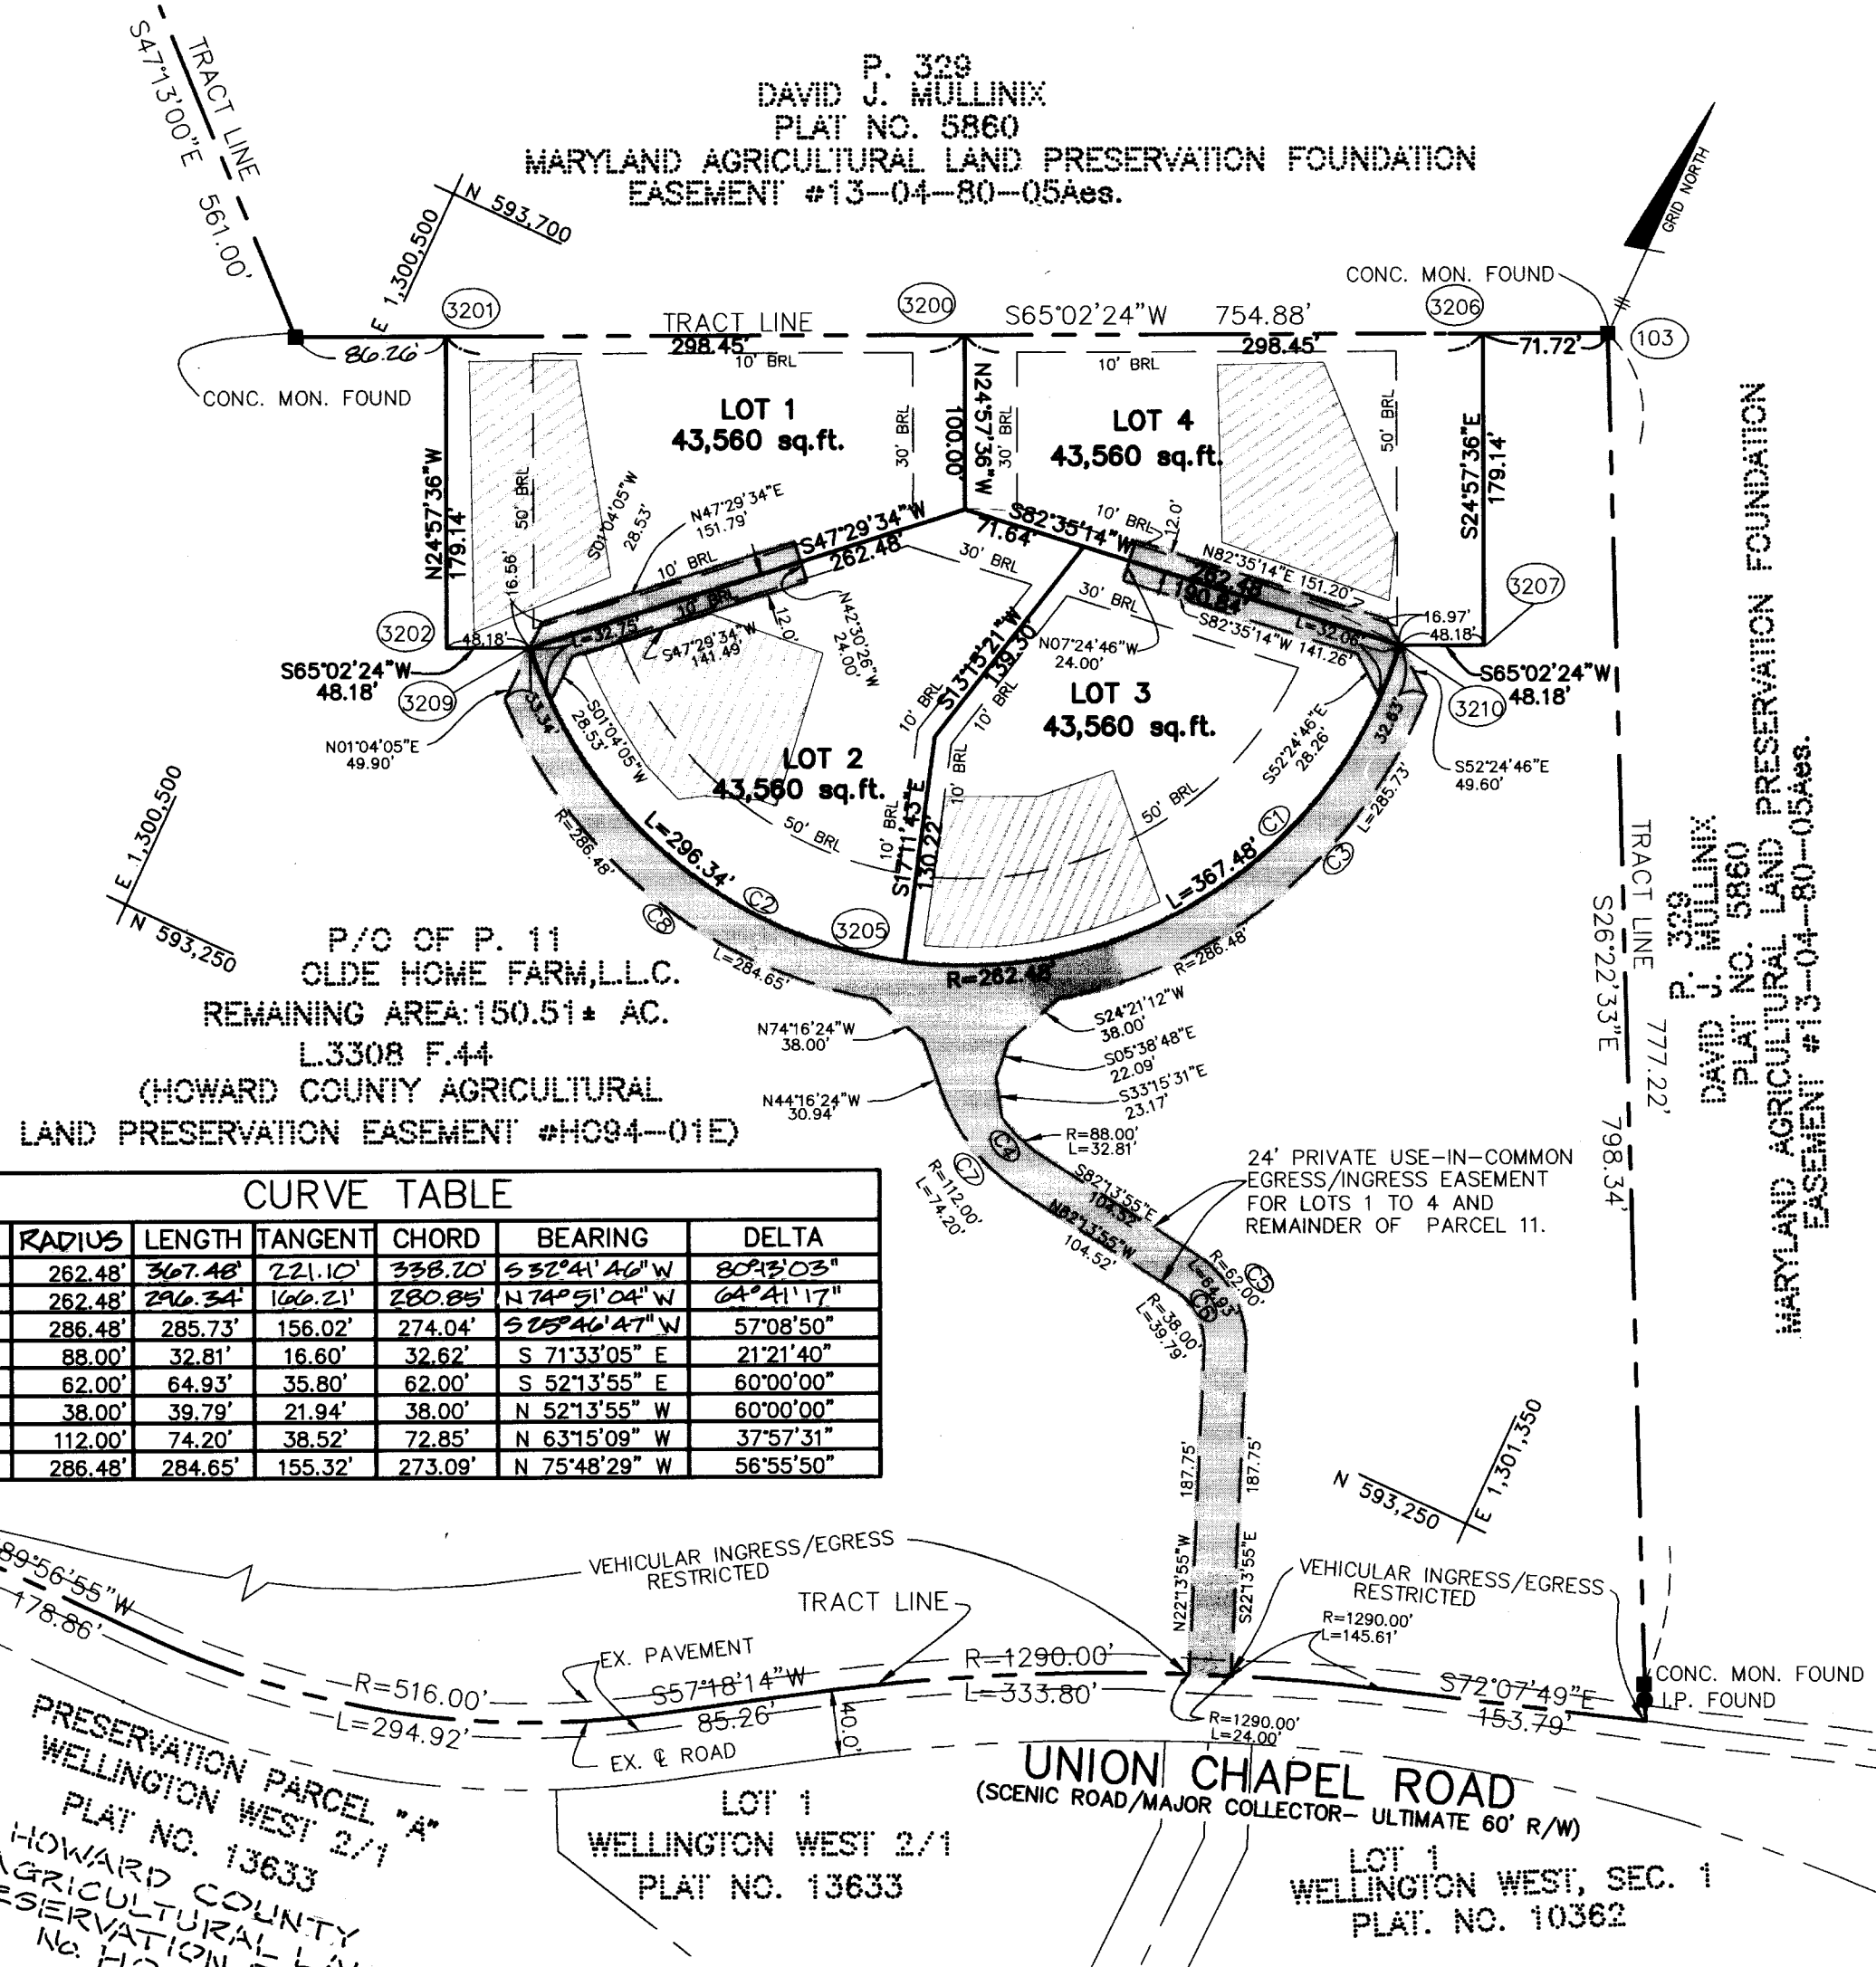 P. 329
DAVID J. MULLINIX
PLAT NO. 5860
MARYLAND AGRICULTURAL LAND PRESERVATION FOUNDATION
EASEMENT #13-04-80-05Aes.
TRACT LINE
S47°13'00"E 561.00'
N 593,700
E 1,300,500
GRID NORTH
CONC. MON. FOUND
3201
3200
3206
103
TRACT LINE
S65°02'24"W 754.88'
86.26'
298.45'
298.45'
71.72'
CONC. MON. FOUND
10' BRL
10' BRL
LOT 1
43,560 sq.ft.
30' BRL
N24°57'36"W
100.00'
30' BRL
LOT 4
43,560 sq.ft.
50' BRL
S24°57'36"E
179.14'
N24°57'36"W
179.14'
50' BRL
S01°04'05"W
28.53'
N47°29'34"E
151.79'
S47°29'34"W
262.48'
S82°35'14"W
71.64'
10' BRL
12.0'
N82°35'14"E 151.20'
262.48'
190.84'
16.56'
10' BRL
10' BRL
L=32.75'
S47°29'34"W
141.49'
12.0'
N42°30'26"W
24.00'
30' BRL
30' BRL
S82°35'14"W 141.26'
L=32.06'
16.97'
48.18'
3207
3202
48.18'
S65°02'24"W
48.18'
3209
S65°02'24"W
48.18'
3210
N07°24'46"W
24.00'
S13°15'21"W
139.30'
10' BRL
10' BRL
LOT 3
43,560 sq.ft.
33.34'
S01°04'05"W
28.53'
N01°04'05"E
49.90'
LOT 2
43,560 sq.ft.
S52°24'46"E
28.26'
32.63'
S52°24'46"E
49.60'
50' BRL
50' BRL
10' BRL
10' BRL
S17°11'43"E
130.22'
L=296.34'
C2
R=286.48'
C8
L=284.65'
3205
L=367.48'
C1
L=285.73'
C3
R=286.48'
R=262.48'
E 1,300,500
N 593,250
P/O OF P. 11
OLDE HOME FARM,L.L.C.
REMAINING AREA:150.51± AC.
L.3308 F.44
(HOWARD COUNTY AGRICULTURAL
LAND PRESERVATION EASEMENT #HO94-01E)
N74°16'24"W
38.00'
N44°16'24"W
30.94'
S24°21'12"W
38.00'
S05°38'48"E
22.09'
S33°15'31"E
23.17'
R=88.00'
L=32.81'
C4
C7
R=112.00'
L=74.20'
S82°13'55"E
104.52'
N82°13'55"W
104.52'
24' PRIVATE USE-IN-COMMON
EGRESS/INGRESS EASEMENT
FOR LOTS 1 TO 4 AND
REMAINDER OF PARCEL 11.
R=62.00'
L=64.93'
C5
C6
R=38.00'
L=39.79'
187.75'
187.75'
N22°13'55"W
S22°13'55"E
TRACT LINE 777.22'
S26°22'33"E 798.34'
P. 329
DAVID J. MULLINIX
PLAT NO. 5860
MARYLAND AGRICULTURAL LAND PRESERVATION FOUNDATION
EASEMENT #13-04-80-05Aes.
CURVE TABLE
RADIUS LENGTH TANGENT CHORD BEARING DELTA
262.48' 367.48' 221.10' 338.20' S 32°41'46" W 80°13'03"
262.48' 296.34' 166.21' 280.85' N 74°51'04" W 64°41'17"
286.48' 285.73' 156.02' 274.04' S 25°46'47" W 57°08'50"
88.00' 32.81' 16.60' 32.62' S 71°33'05" E 21°21'40"
62.00' 64.93' 35.80' 62.00' S 52°13'55" E 60°00'00"
38.00' 39.79' 21.94' 38.00' N 52°13'55" W 60°00'00"
112.00' 74.20' 38.52' 72.85' N 63°15'09" W 37°57'31"
286.48' 284.65' 155.32' 273.09' N 75°48'29" W 56°55'50"
N 593,250
E 1,301,350
VEHICULAR INGRESS/EGRESS
RESTRICTED
VEHICULAR INGRESS/EGRESS
RESTRICTED
89°56'55"W
178.86'
TRACT LINE
EX. PAVEMENT
R=516.00'
L=294.92'
S57°18'14"W
85.26'
EX. ℄ ROAD
40.0'
R=1290.00'
L=333.80'
R=1290.00'
L=145.61'
R=1290.00'
L=24.00'
S72°07'49"E
153.79'
CONC. MON. FOUND
I.P. FOUND
UNION CHAPEL ROAD
(SCENIC ROAD/MAJOR COLLECTOR- ULTIMATE 60' R/W)
PRESERVATION PARCEL "A"
WELLINGTON WEST 2/1
PLAT NO. 13633
HOWARD COUNTY
AGRICULTURAL
LOT 1
WELLINGTON WEST 2/1
PLAT NO. 13633
LOT 1
WELLINGTON WEST, SEC. 1
PLAT. NO. 10362